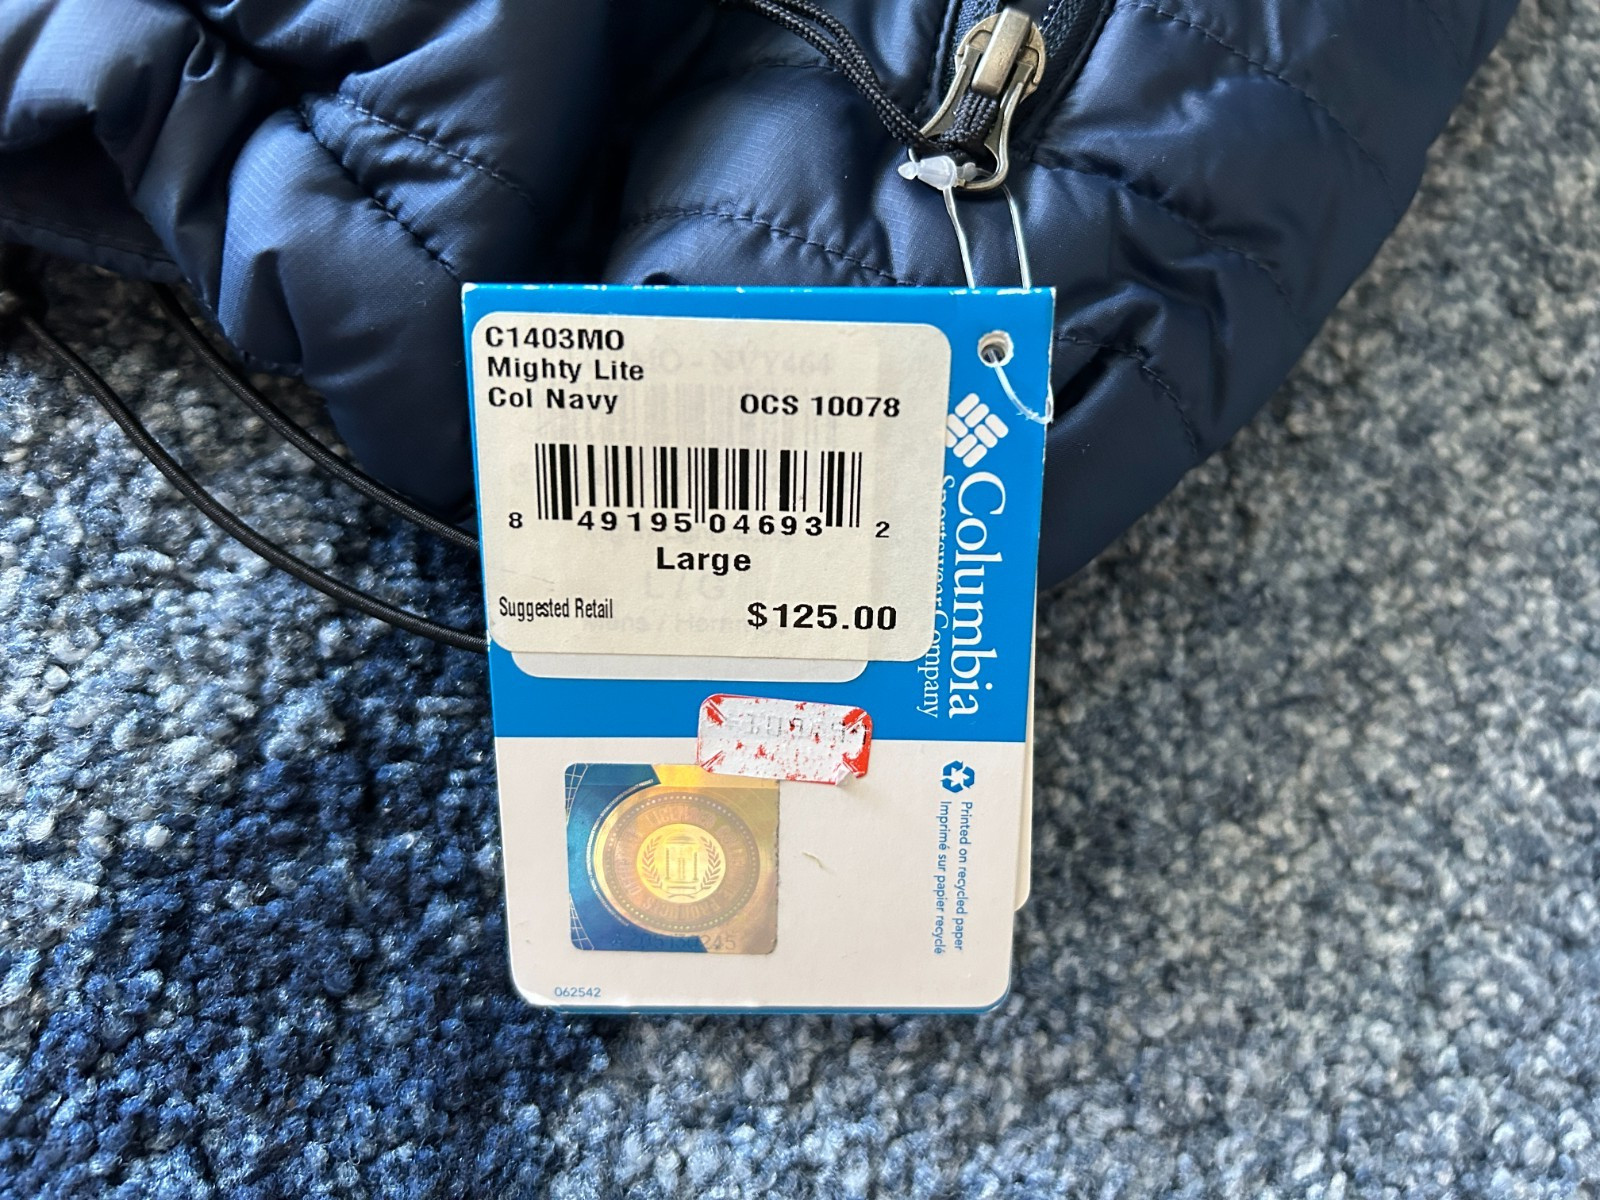 C1403MO
Mighty Lite
Col Navy
OCS 10078
8 49195 04693 2
Large
Suggested Retail
$125.00
Columbia
Sportswear Company
Printed on recycled paper
Imprimé sur papier recyclé
062542